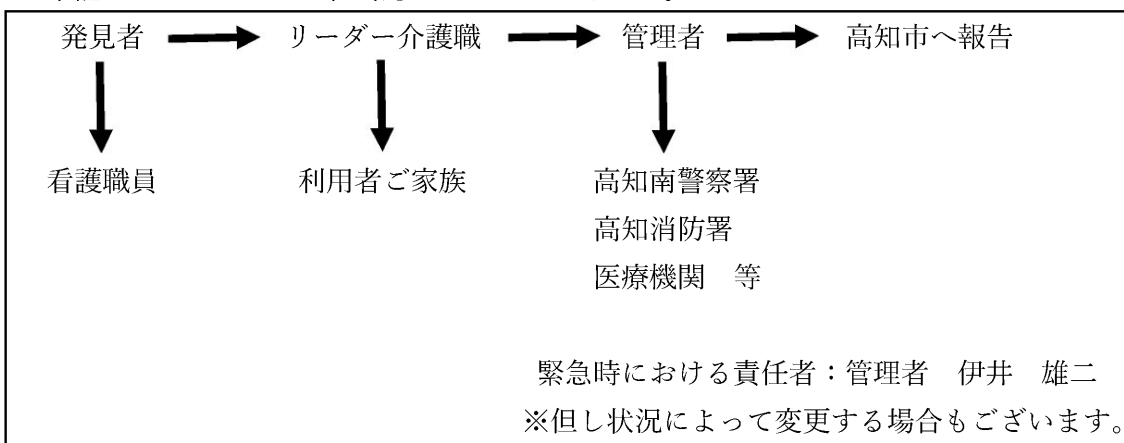 発見者 リーダー介護職 管理者 高知市へ報告
看護職員 利用者ご家族 高知南警察署
高知消防署
医療機関 等
緊急時における責任者：管理者 伊井 雄二
※但し状況によって変更する場合もございます。